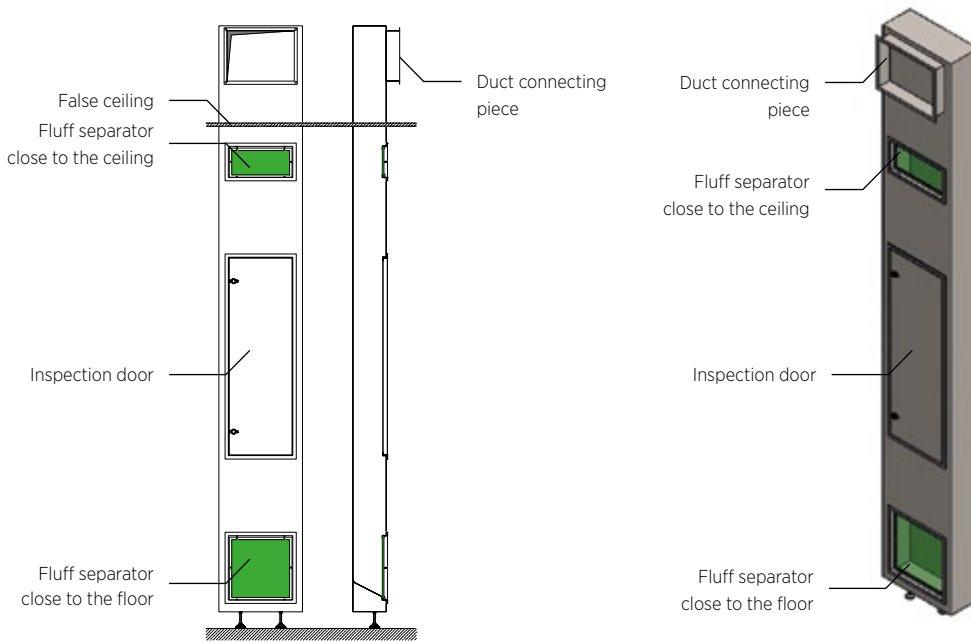 False ceiling
Fluff separator
close to the ceiling
Inspection door
Fluff separator
close to the floor
Duct connecting
piece
Duct connecting
piece
Fluff separator
close to the ceiling
Inspection door
Fluff separator
close to the floor